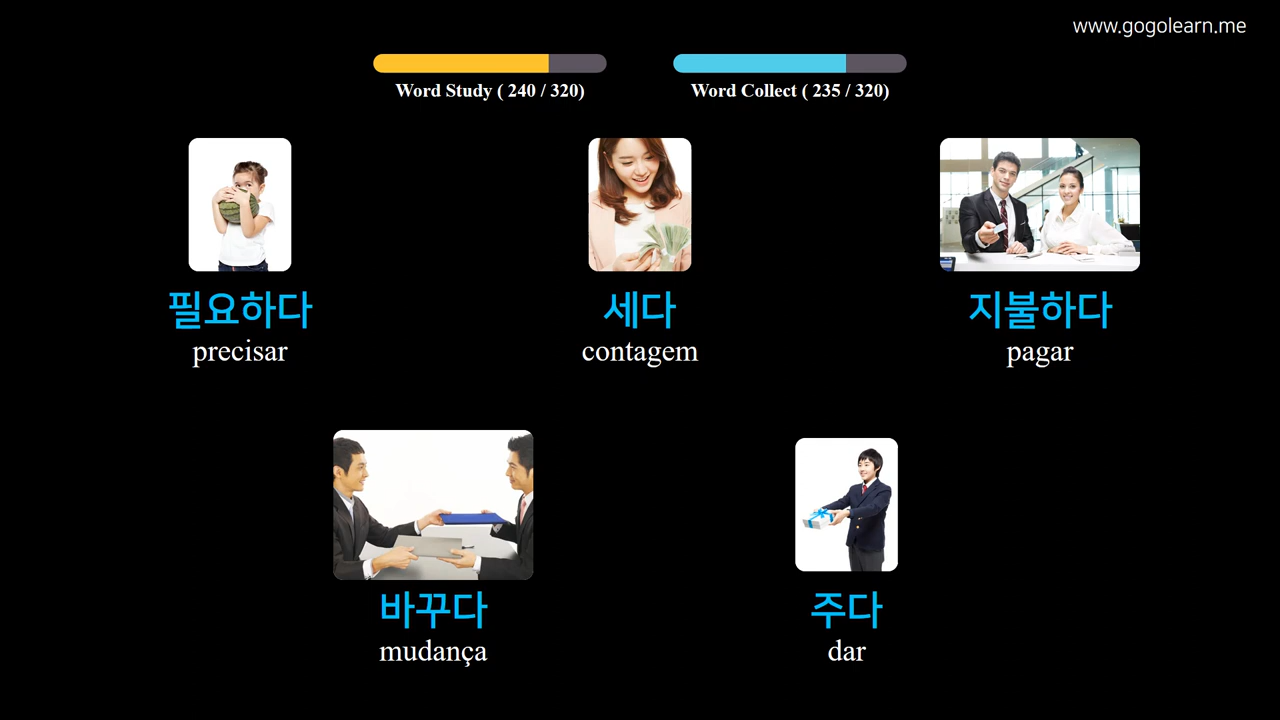 www.gogolearn.me
Word Study ( 240 / 320)
Word Collect ( 235 / 320)
필요하다
precisar
세다
contagem
지불하다
pagar
바꾸다
mudança
주다
dar